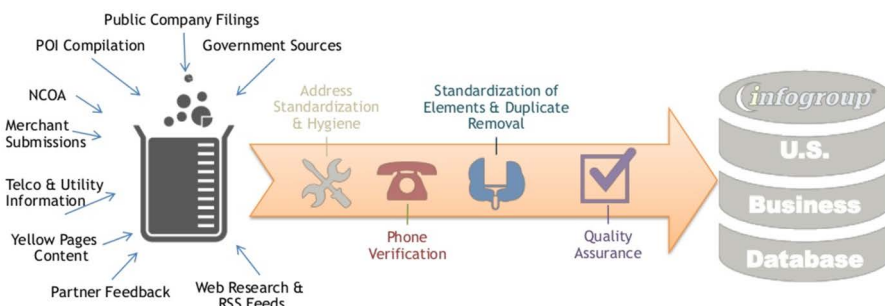 Public Company Filings
POI Compilation
Government Sources
NCOA
Merchant
Submissions
Telco & Utility
Information
Yellow Pages
Content
Partner Feedback
Web Research &
RSS Feeds
Address
Standardization
& Hygiene
Phone
Verification
Standardization of
Elements & Duplicate
Removal
Quality
Assurance
infogroup®
U.S.
Business
Database